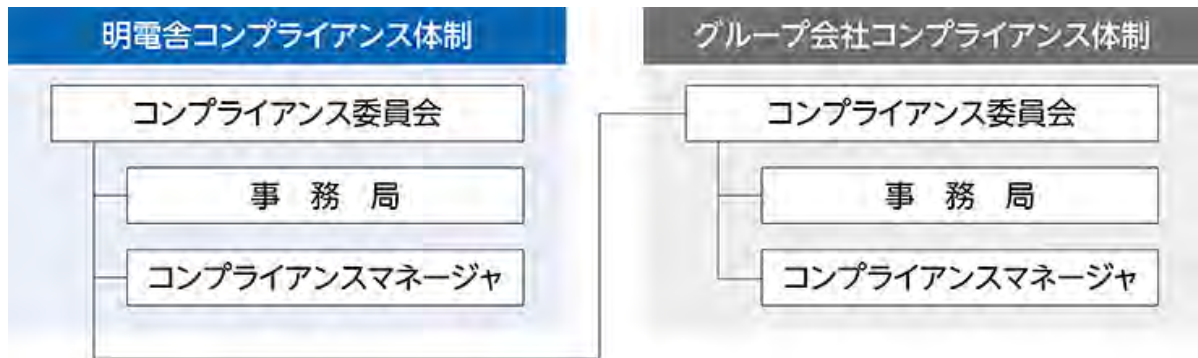 明電舎コンプライアンス体制
コンプライアンス委員会
事 務 局
コンプライアンスマネージャ
グループ会社コンプライアンス体制
コンプライアンス委員会
事 務 局
コンプライアンスマネージャ